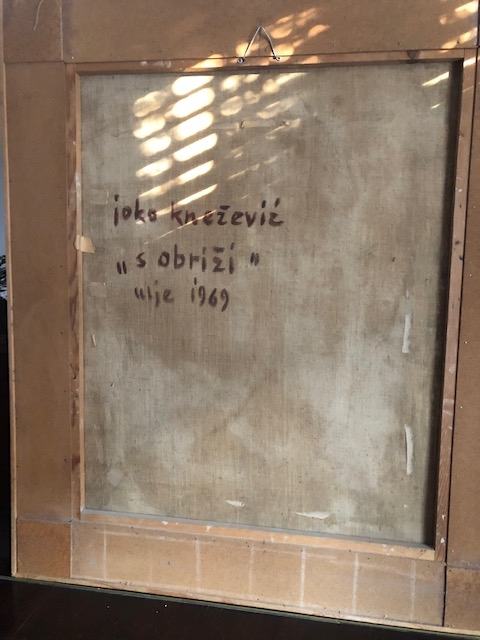 joko knežević
„s obriži"
ulje 1969